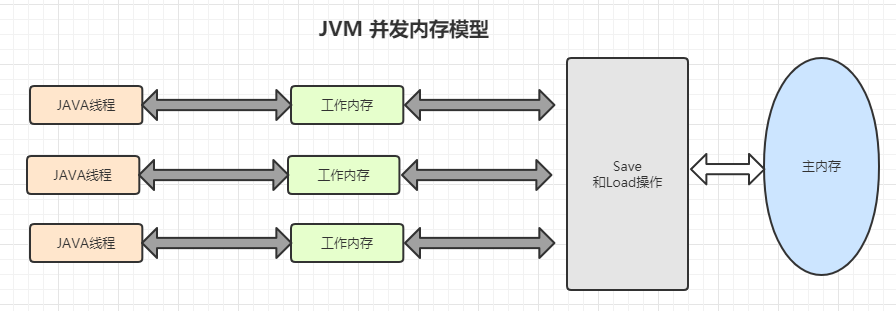 JVM 并发内存模型
JAVA线程
工作内存
JAVA线程
工作内存
JAVA线程
工作内存
Save
和Load操作
主内存